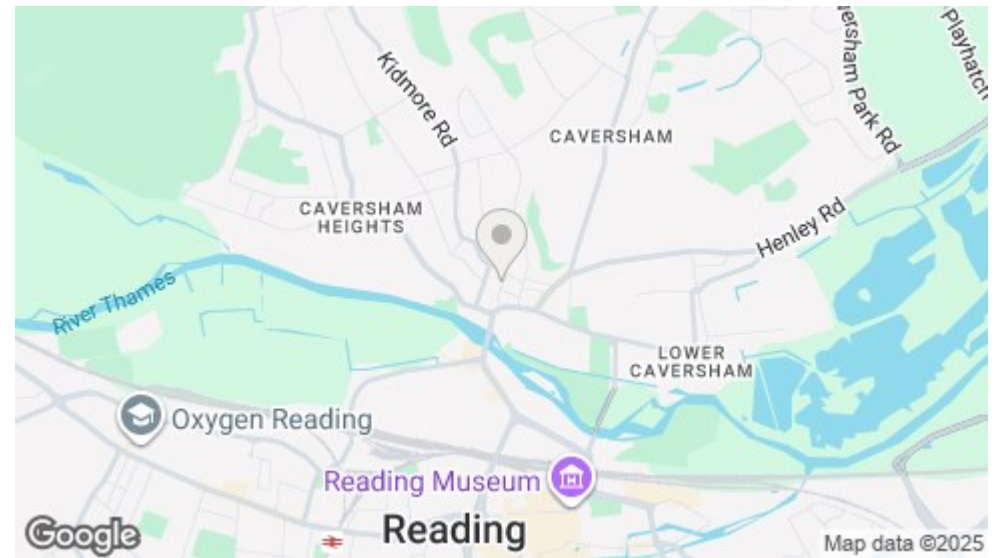 Kidmore Rd
CAVERSHAM
ersham Park Rd
Playhatch
CAVERSHAM
HEIGHTS
Henley Rd
River Thames
LOWER
CAVERSHAM
Oxygen Reading
Reading Museum
Reading
Google
Map data ©2025